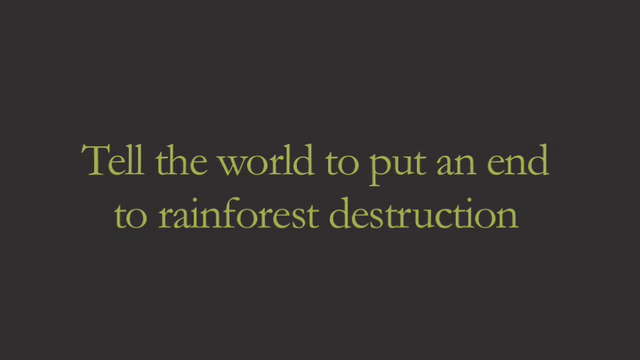 Tell the world to put an end
to rainforest destruction